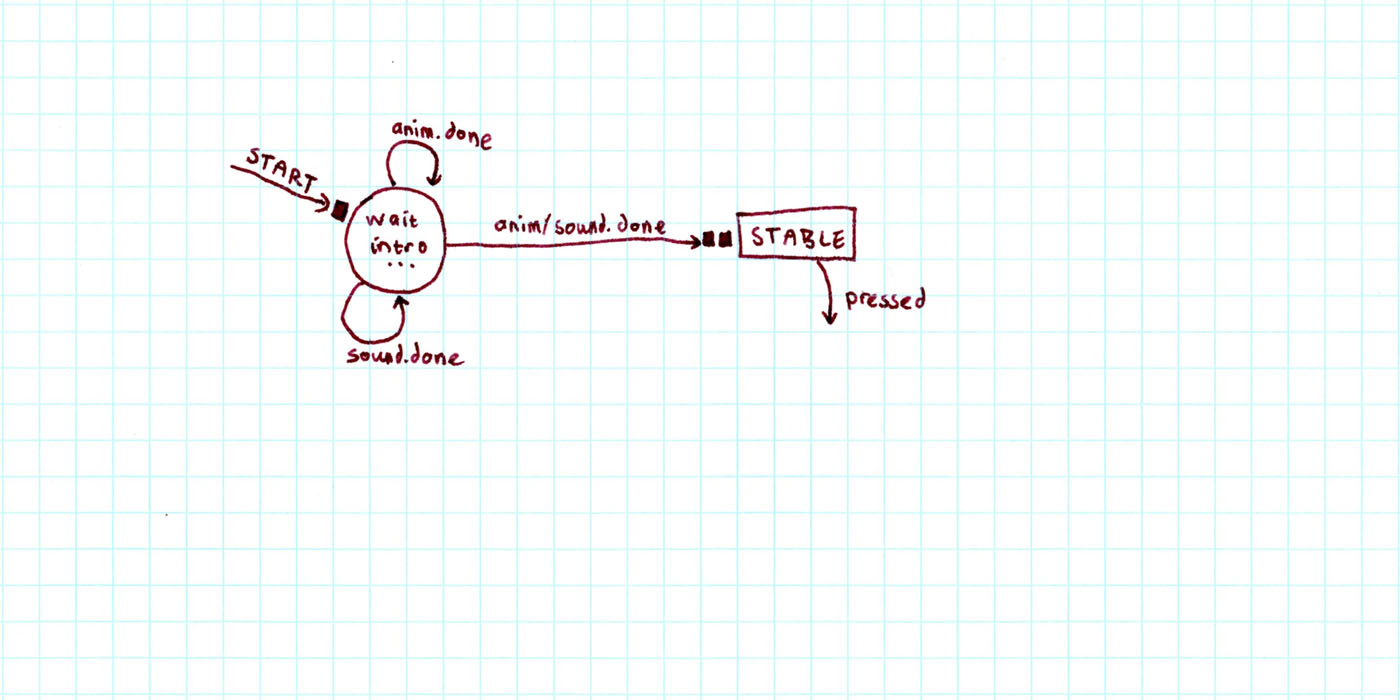 anim.done
START
wait
intro
...
anim/sound.done
STABLE
pressed
sound.done